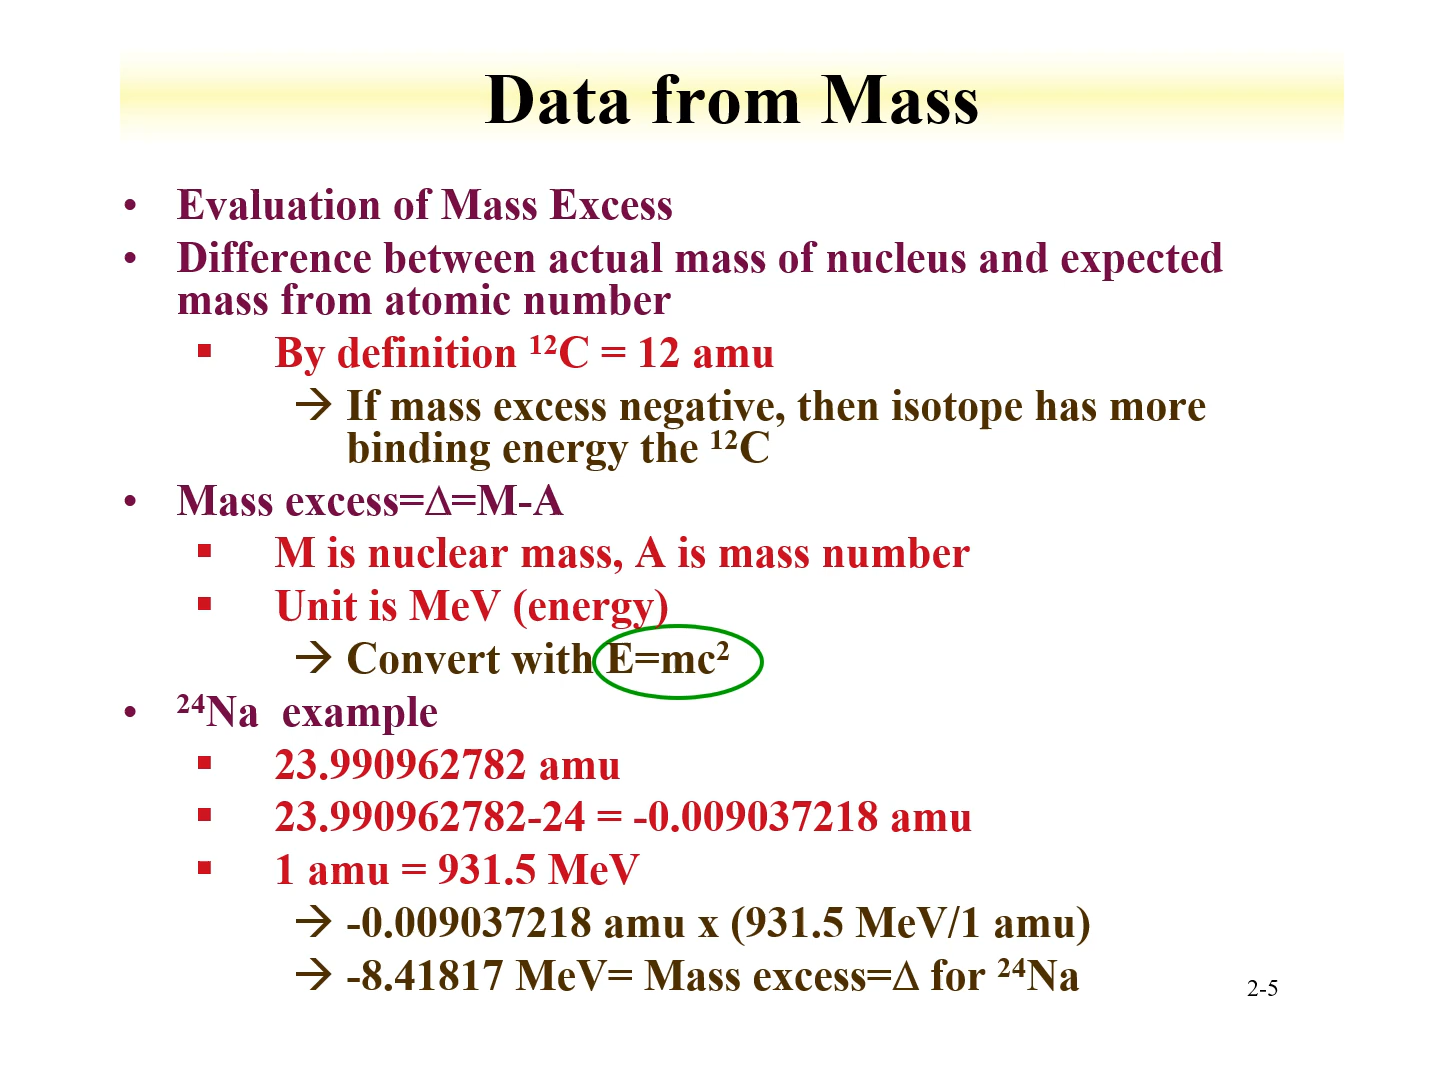 Data from Mass
• Evaluation of Mass Excess
• Difference between actual mass of nucleus and expected
mass from atomic number
▪ By definition ¹²C = 12 amu
→ If mass excess negative, then isotope has more
binding energy the ¹²C
• Mass excess=∆=M-A
▪ M is nuclear mass, A is mass number
▪ Unit is MeV (energy)
→ Convert with E=mc²
• ²⁴Na example
▪ 23.990962782 amu
▪ 23.990962782-24 = -0.009037218 amu
▪ 1 amu = 931.5 MeV
→ -0.009037218 amu x (931.5 MeV/1 amu)
→ -8.41817 MeV= Mass excess=∆ for ²⁴Na
2-5